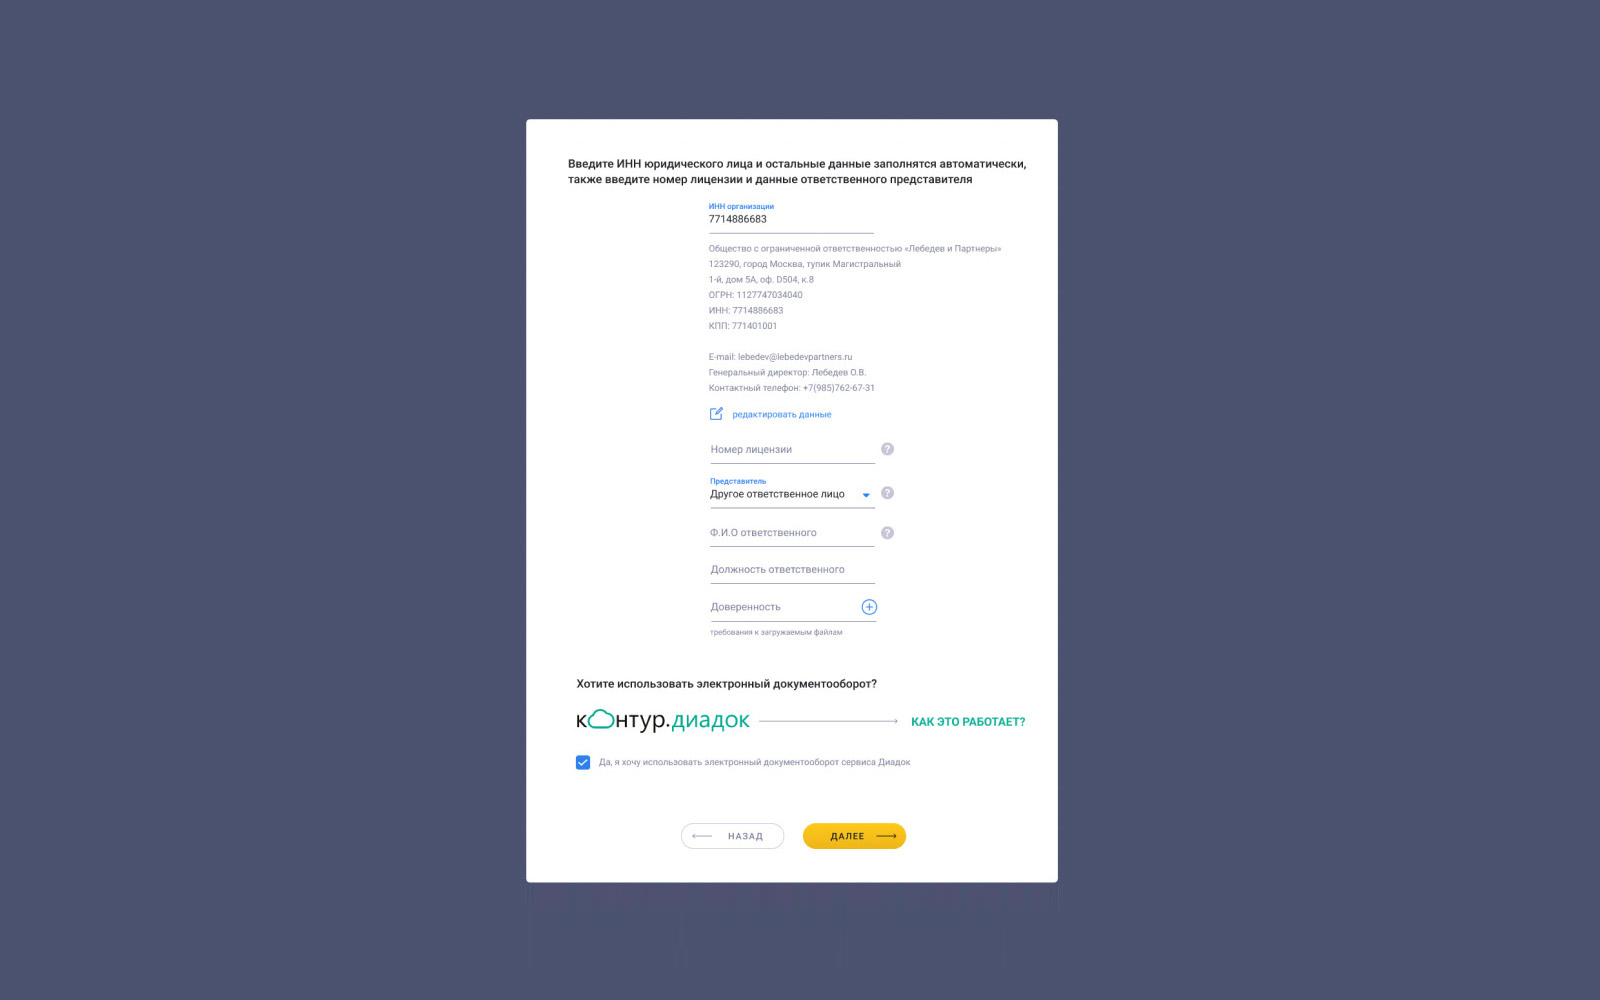 Введите ИНН юридического лица и остальные данные заполнятся автоматически,
также введите номер лицензии и данные ответственного представителя
ИНН организации
7714886683
Общество с ограниченной ответственностью «Лебедев и Партнеры»
123290, город Москва, тупик Магистральный
1-й, дом 5А, оф. D504, к.8
ОГРН: 1127747034040
ИНН: 7714886683
КПП: 771401001
E-mail: lebedev@lebedevpartners.ru
Генеральный директор: Лебедев О.В.
Контактный телефон: +7(985)762-67-31
редактировать данные
Номер лицензии ?
Представитель
Другое ответственное лицо ?
Ф.И.О ответственного ?
Должность ответственного
Доверенность
требования к загружаемым файлам
Хотите использовать электронный документооборот?
контур.диадок КАК ЭТО РАБОТАЕТ?
Да, я хочу использовать электронный документооборот сервиса Диадок
НАЗАД ДАЛЕЕ